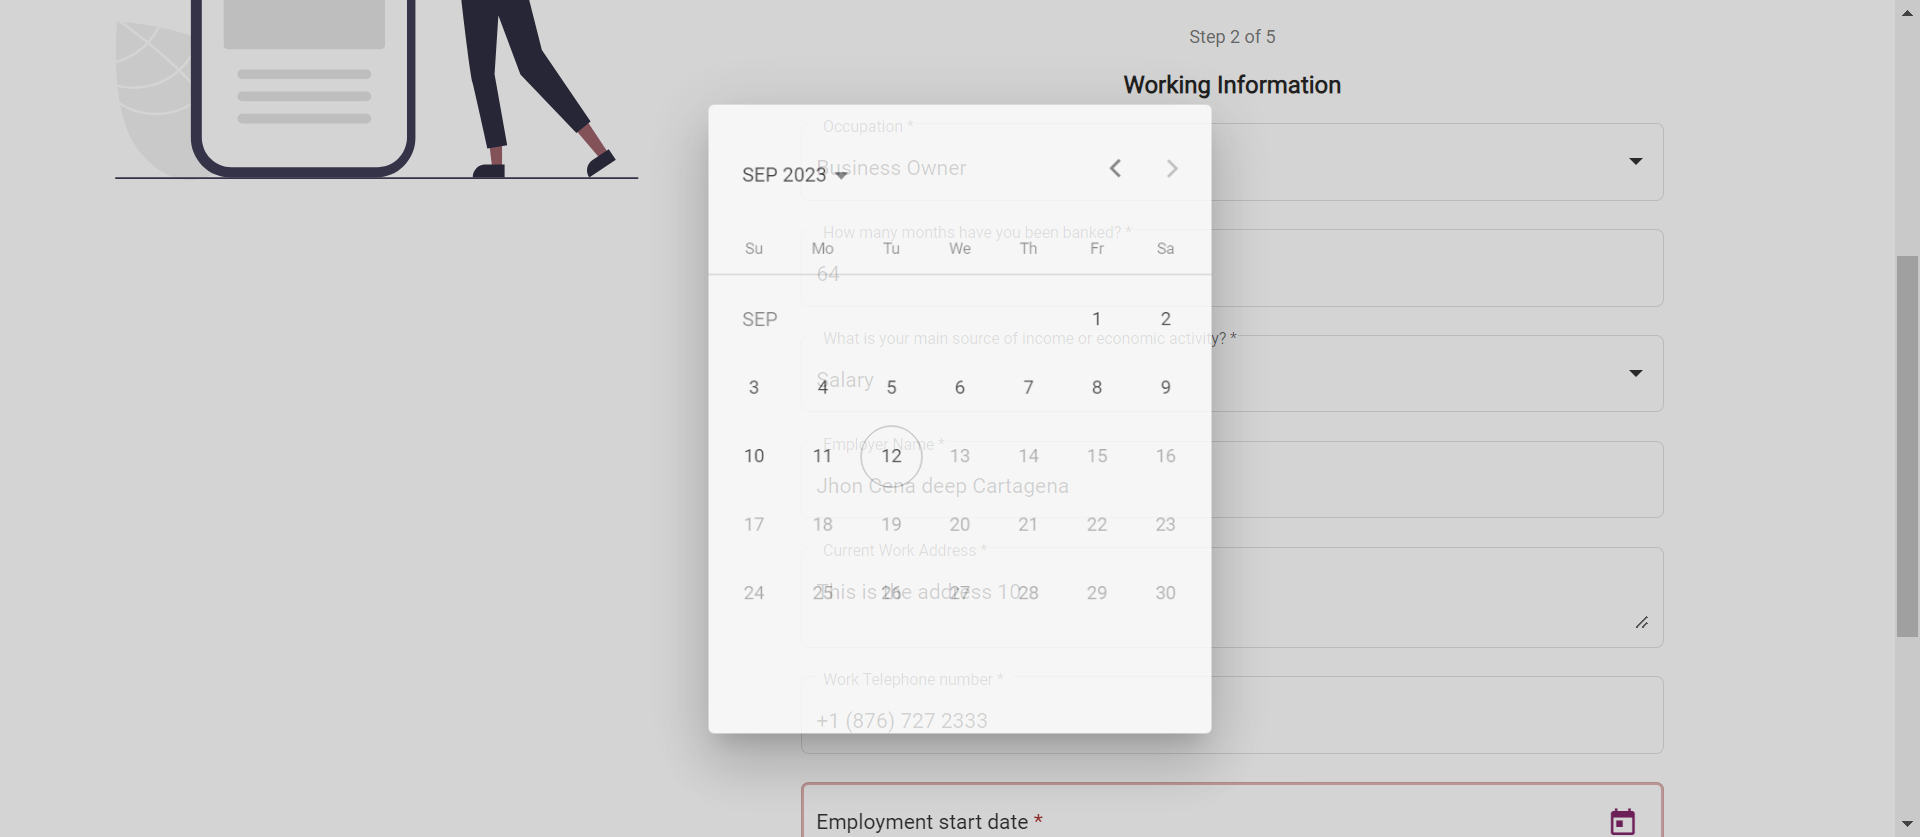 Step 2 of 5
Working Information
Occupation *
Business Owner
SEP 2023
How many months have you been banked? *
Su Mo Tu We Th Fr Sa
64
SEP 1 2
What is your main source of income or economic activity? *
Salary
3 4 5 6 7 8 9
Employer Name *
10 11 12 13 14 15 16
Jhon Cena deep Cartagena
17 18 19 20 21 22 23
Current Work Address *
This is the address 10
24 25 26 27 28 29 30
Work Telephone number *
+1 (876) 727 2333
Employment start date *